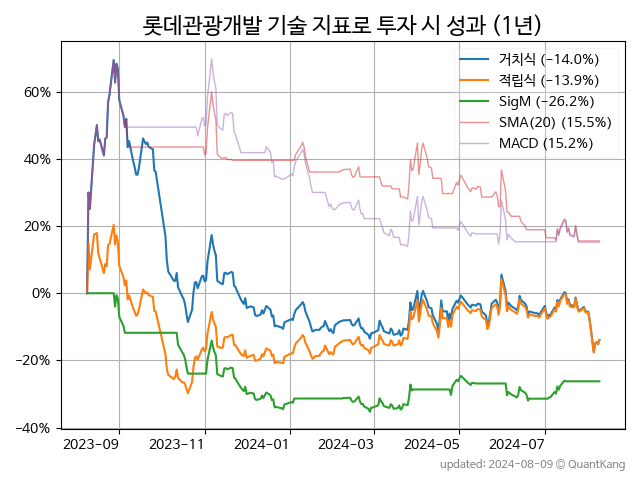 롯데관광개발 기술 지표로 투자 시 성과 (1년)
거치식 (−14.0%)
적립식 (−13.9%)
SigM (−26.2%)
SMA(20) (15.5%)
MACD (15.2%)
60%
40%
20%
0%
−20%
−40%
2023-09 2023-11 2024-01 2024-03 2024-05 2024-07
updated: 2024-08-09 © QuantKang